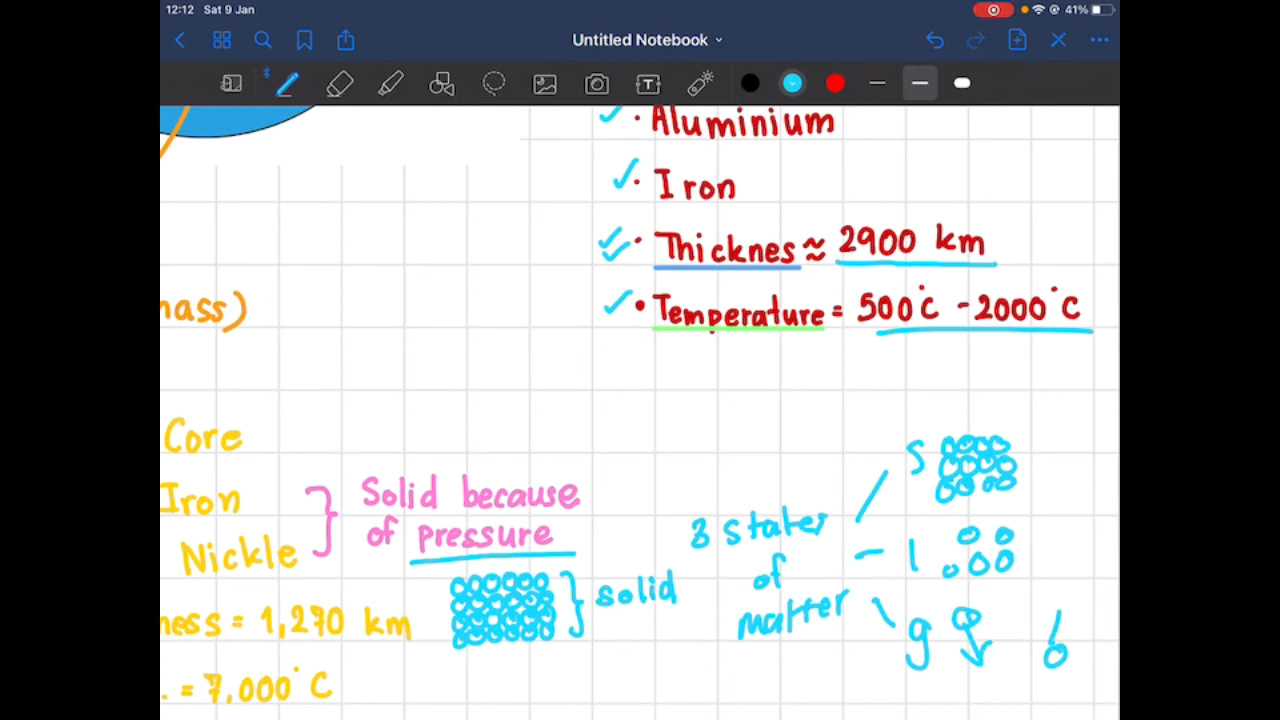 12:12 Sat 9 Jan
41%
Untitled Notebook
T
• Aluminium
• Iron
• Thicknes ≈ 2900 km
• Temperature = 500°C - 2000°C
mass)
Core
Iron
Nickle
Solid because
of pressure
solid
ness = 1,270 km
. = 7,000°C
3 states
of
matter
S
l
g